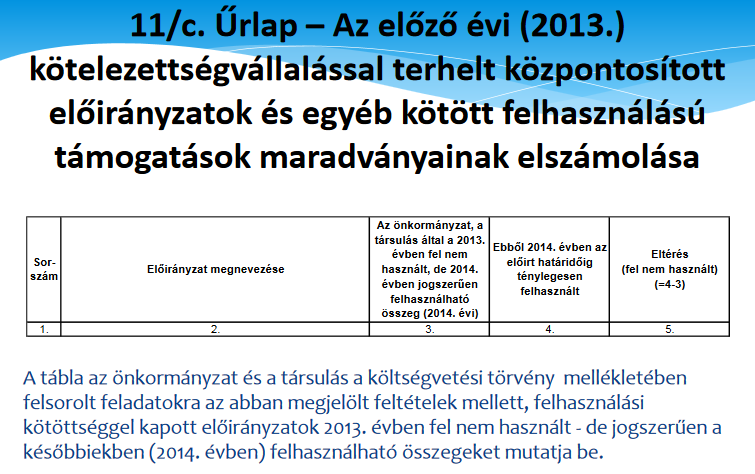 11/c. Űrlap – Az előző évi (2013.)
kötelezettségvállalással terhelt központosított
előirányzatok és egyéb kötött felhasználású
támogatások maradványainak elszámolása
Sor-
szám
Előirányzat megnevezése
Az önkormányzat, a
társulás által a 2013.
évben fel nem
használt, de 2014.
évben jogszerűen
felhasználható
összeg (2014. évi)
Ebből 2014. évben az
előírt határidőig
ténylegesen
felhasznált
Eltérés
(fel nem használt)
(=4-3)
1.
2.
3.
4.
5.
A tábla az önkormányzat és a társulás a költségvetési törvény mellékletében
felsorolt feladatokra az abban megjelölt feltételek mellett, felhasználási
kötöttséggel kapott előirányzatok 2013. évben fel nem használt - de jogszerűen a
későbbiekben (2014. évben) felhasználható összegeket mutatja be.